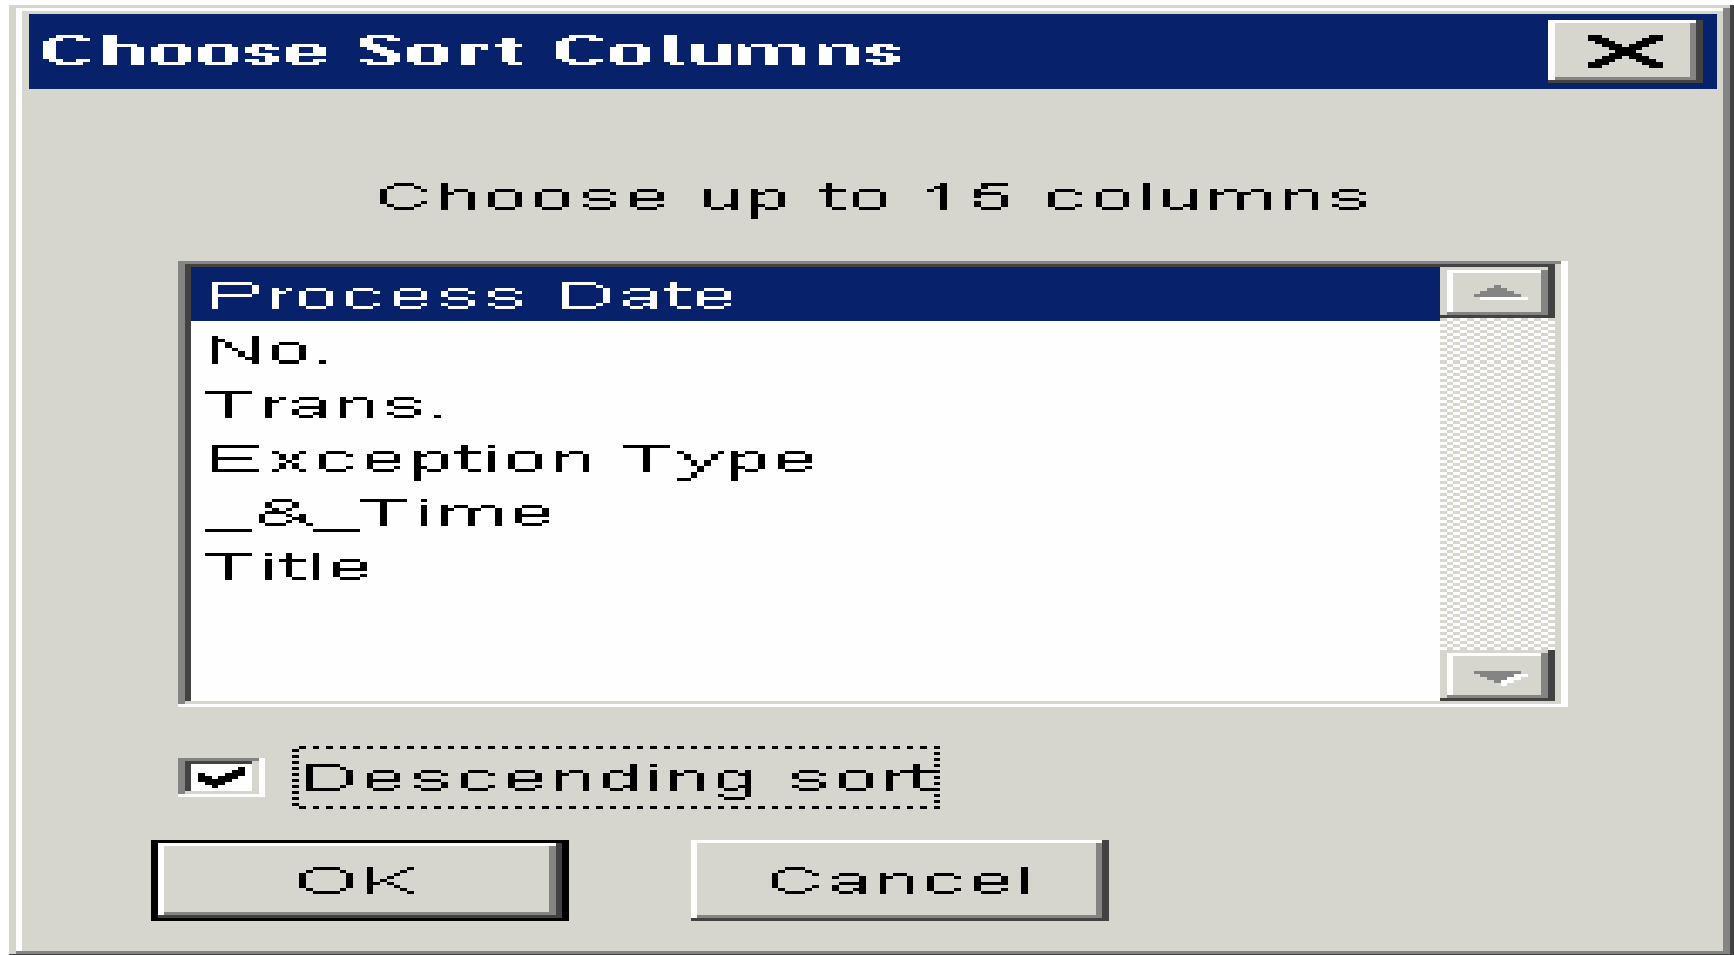 Choose Sort Columns
Choose up to 15 columns
Process Date
No.
Trans.
Exception Type
_&_Time
Title
Descending sort
OK Cancel